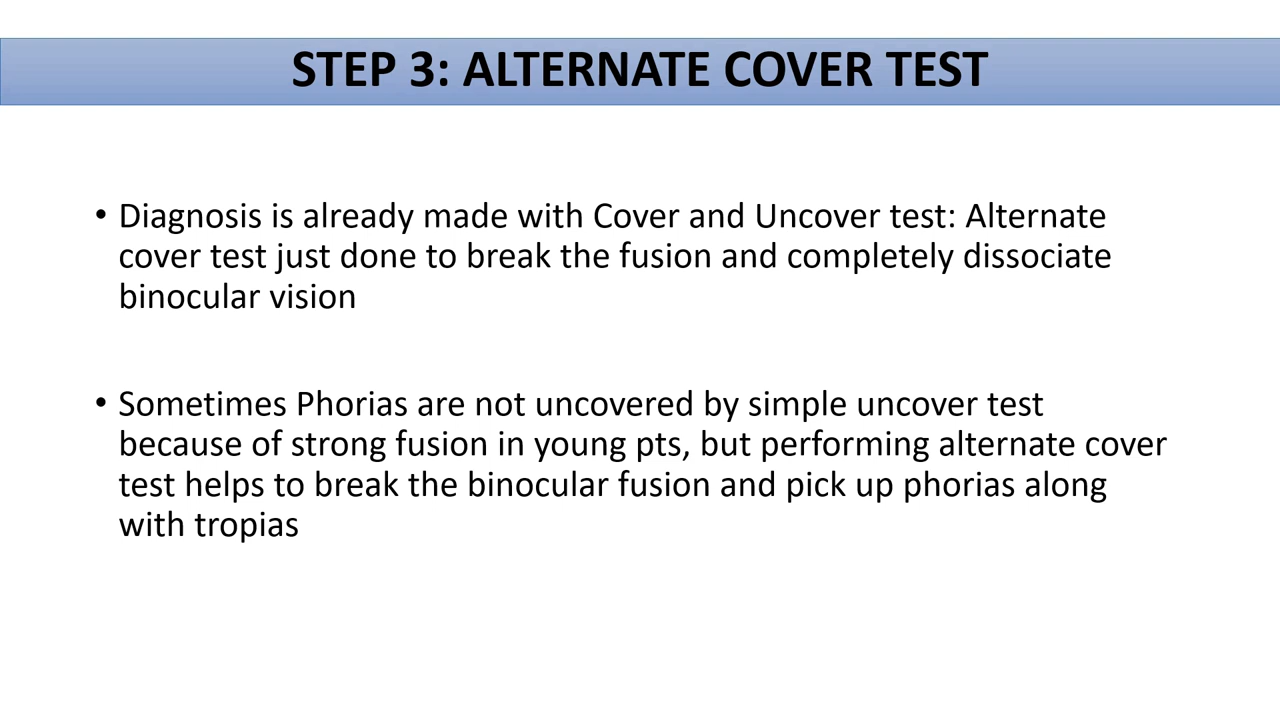 STEP 3: ALTERNATE COVER TEST
• Diagnosis is already made with Cover and Uncover test: Alternate
cover test just done to break the fusion and completely dissociate
binocular vision
• Sometimes Phorias are not uncovered by simple uncover test
because of strong fusion in young pts, but performing alternate cover
test helps to break the binocular fusion and pick up phorias along
with tropias